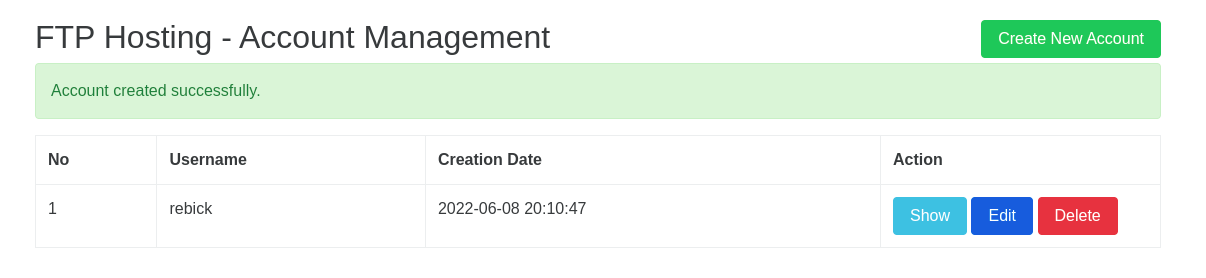 FTP Hosting - Account Management
Create New Account
Account created successfully.
No Username Creation Date Action
1 rebick 2022-06-08 20:10:47 Show Edit Delete